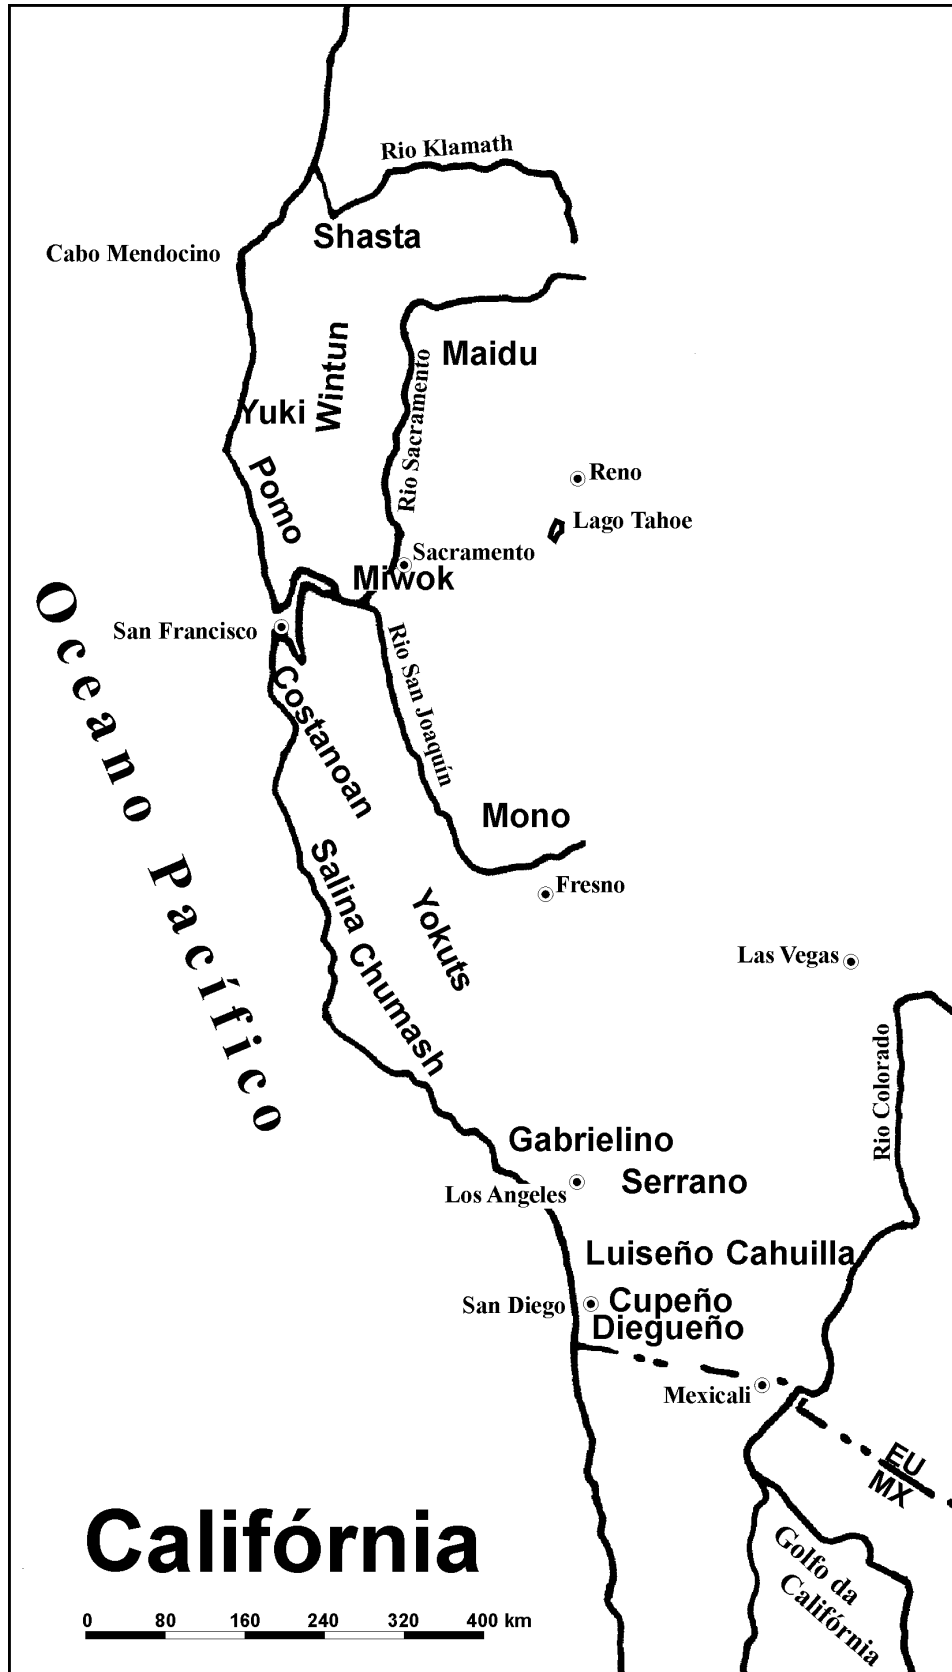 Rio Klamath
Shasta
Cabo Mendocino
Wintun
Maidu
Rio Sacramento
Yuki
Pomo
Reno
Lago Tahoe
Sacramento
Miwok
San Francisco
Rio San Joaquín
Oceano Pacífico
Costanoan
Mono
Salina
Fresno
Yokuts
Chumash
Las Vegas
Rio Colorado
Gabrielino
Serrano
Los Angeles
Luiseño Cahuilla
San Diego
Cupeño
Diegueño
Mexicali
EU
MX
Califórnia
Golfo da
Califórnia
0 80 160 240 320 400 km